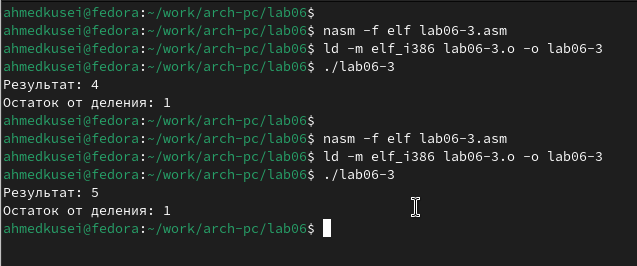 ahmedkusei@fedora:~/work/arch-pc/lab06$
ahmedkusei@fedora:~/work/arch-pc/lab06$ nasm -f elf lab06-3.asm
ahmedkusei@fedora:~/work/arch-pc/lab06$ ld -m elf_i386 lab06-3.o -o lab06-3
ahmedkusei@fedora:~/work/arch-pc/lab06$ ./lab06-3
Результат: 4
Остаток от деления: 1
ahmedkusei@fedora:~/work/arch-pc/lab06$
ahmedkusei@fedora:~/work/arch-pc/lab06$ nasm -f elf lab06-3.asm
ahmedkusei@fedora:~/work/arch-pc/lab06$ ld -m elf_i386 lab06-3.o -o lab06-3
ahmedkusei@fedora:~/work/arch-pc/lab06$ ./lab06-3
Результат: 5
Остаток от деления: 1
ahmedkusei@fedora:~/work/arch-pc/lab06$